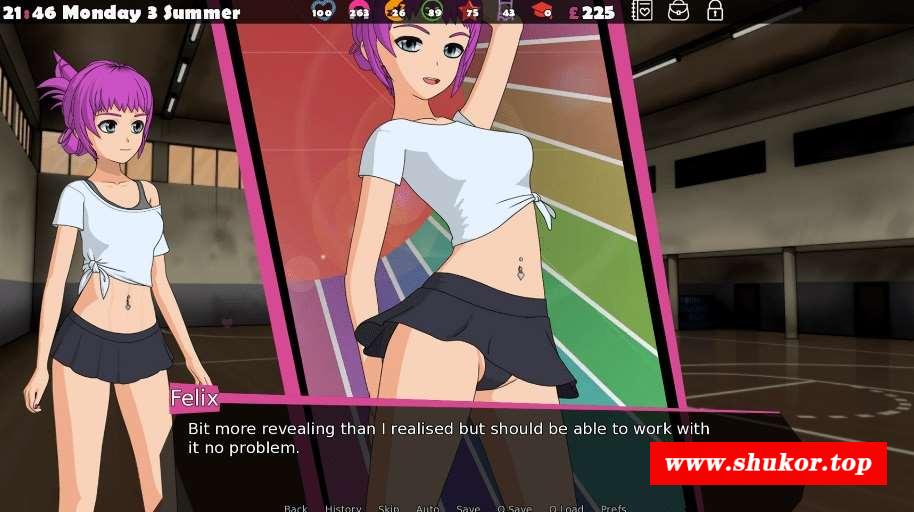 21:46 Monday 3 Summer
100 263 26 89 75 43 0 £225
Felix
Bit more revealing than I realised but should be able to work with
it no problem.
www.shukor.top
Back History Skip Auto Save Q.Save Q.Load Prefs